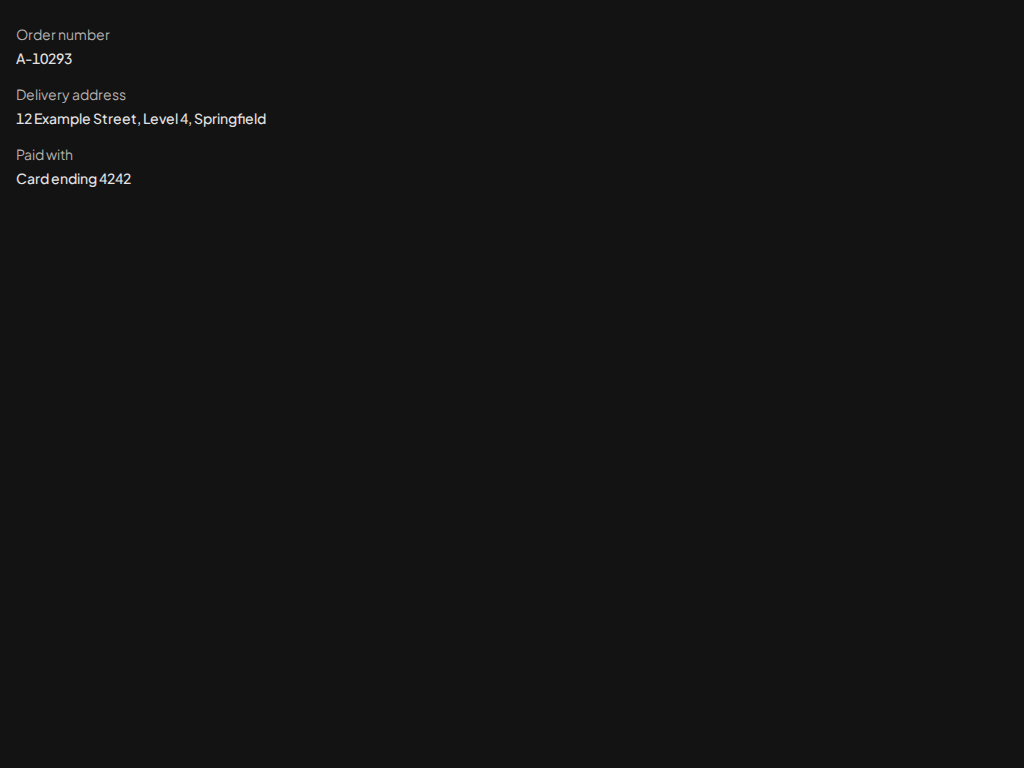 Order number
A-10293
Delivery address
12 Example Street, Level 4, Springfield
Paid with
Card ending 4242